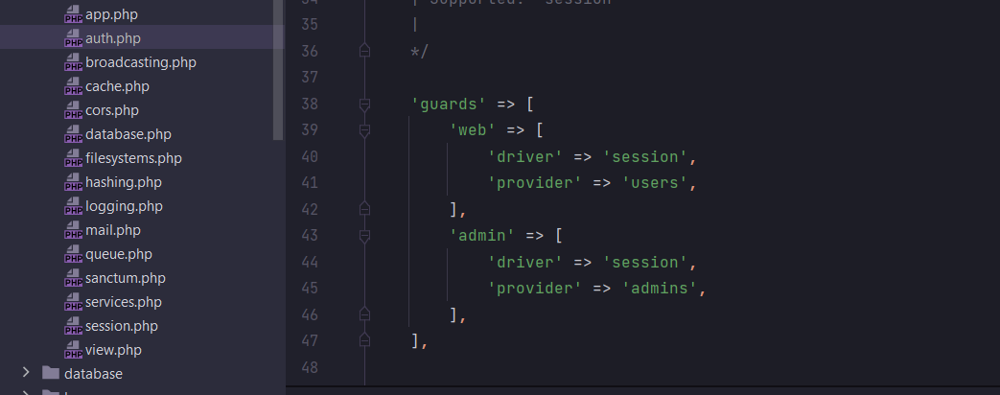 app.php
auth.php
broadcasting.php
cache.php
cors.php
database.php
filesystems.php
hashing.php
logging.php
mail.php
queue.php
sanctum.php
services.php
session.php
view.php
database
34 | Supported: "session"
35 |
36 */
37
38 'guards' => [
39 'web' => [
40 'driver' => 'session',
41 'provider' => 'users',
42 ],
43 'admin' => [
44 'driver' => 'session',
45 'provider' => 'admins',
46 ],
47 ],
48